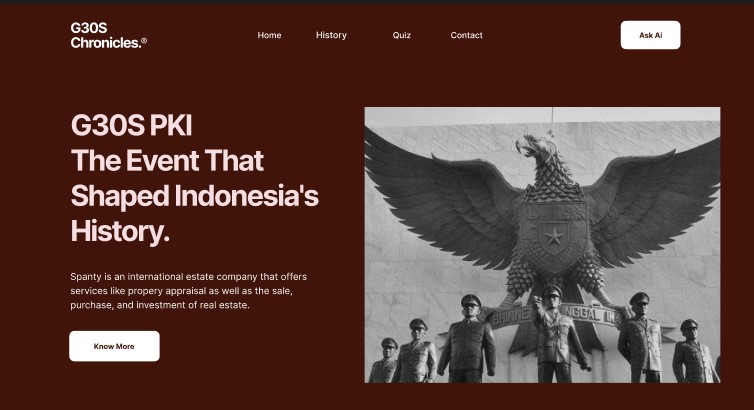 G30S
Chronicles.®
Home
History
Quiz
Contact
Ask Ai
G30S PKI
The Event That
Shaped Indonesia's
History.
Spanty is an international estate company that offers
services like propery appraisal as well as the sale,
purchase, and investment of real estate.
Know More
BHINNE
NGGAL IKA